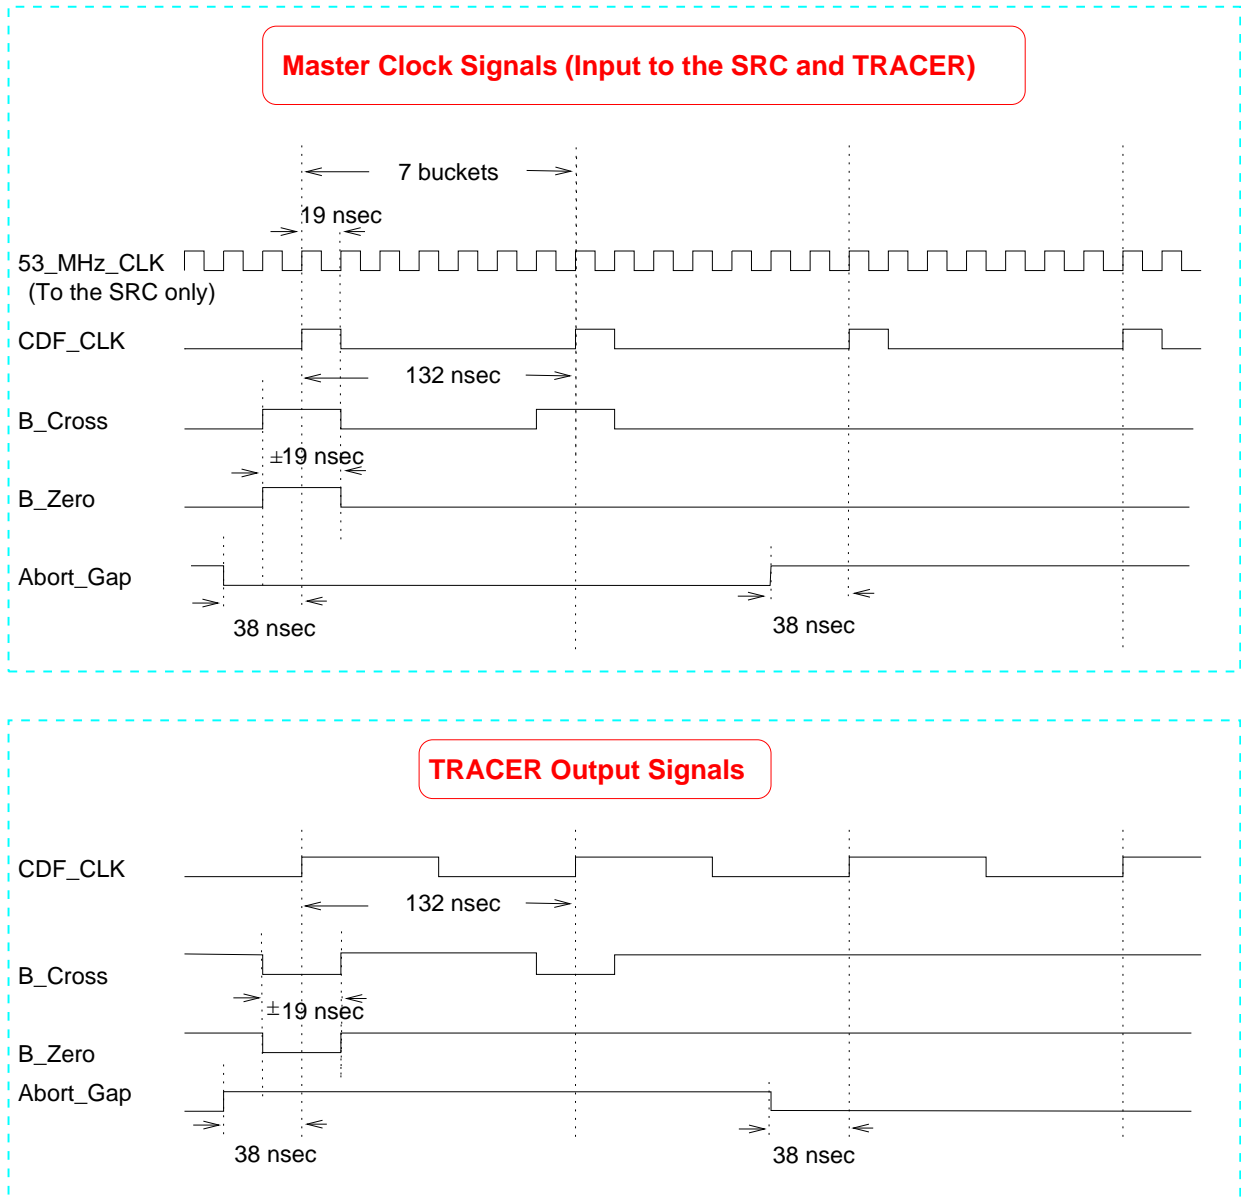 Master Clock Signals (Input to the SRC and TRACER)
7 buckets
19 nsec
53_MHz_CLK
(To the SRC only)
CDF_CLK
132 nsec
B_Cross
±19 nsec
B_Zero
Abort_Gap
38 nsec
38 nsec
TRACER Output Signals
CDF_CLK
132 nsec
B_Cross
±19 nsec
B_Zero
Abort_Gap
38 nsec
38 nsec